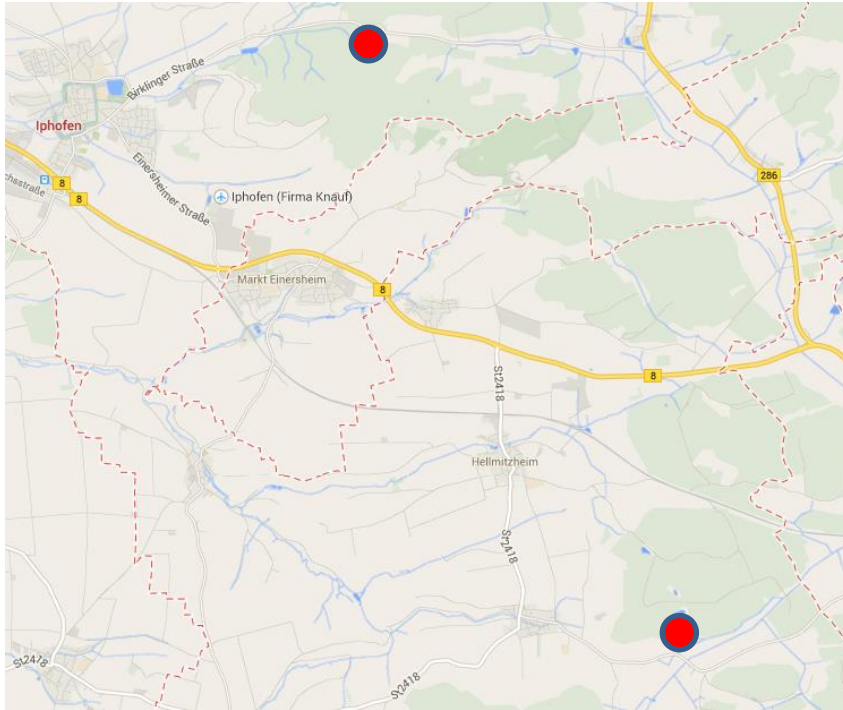 Birklinger Straße
Iphofen
Einersheimer Straße
8
8
chsstraße
Iphofen (Firma Knauf)
286
Markt Einersheim
8
St2418
8
Hellmitzheim
St2418
St2418
St2418